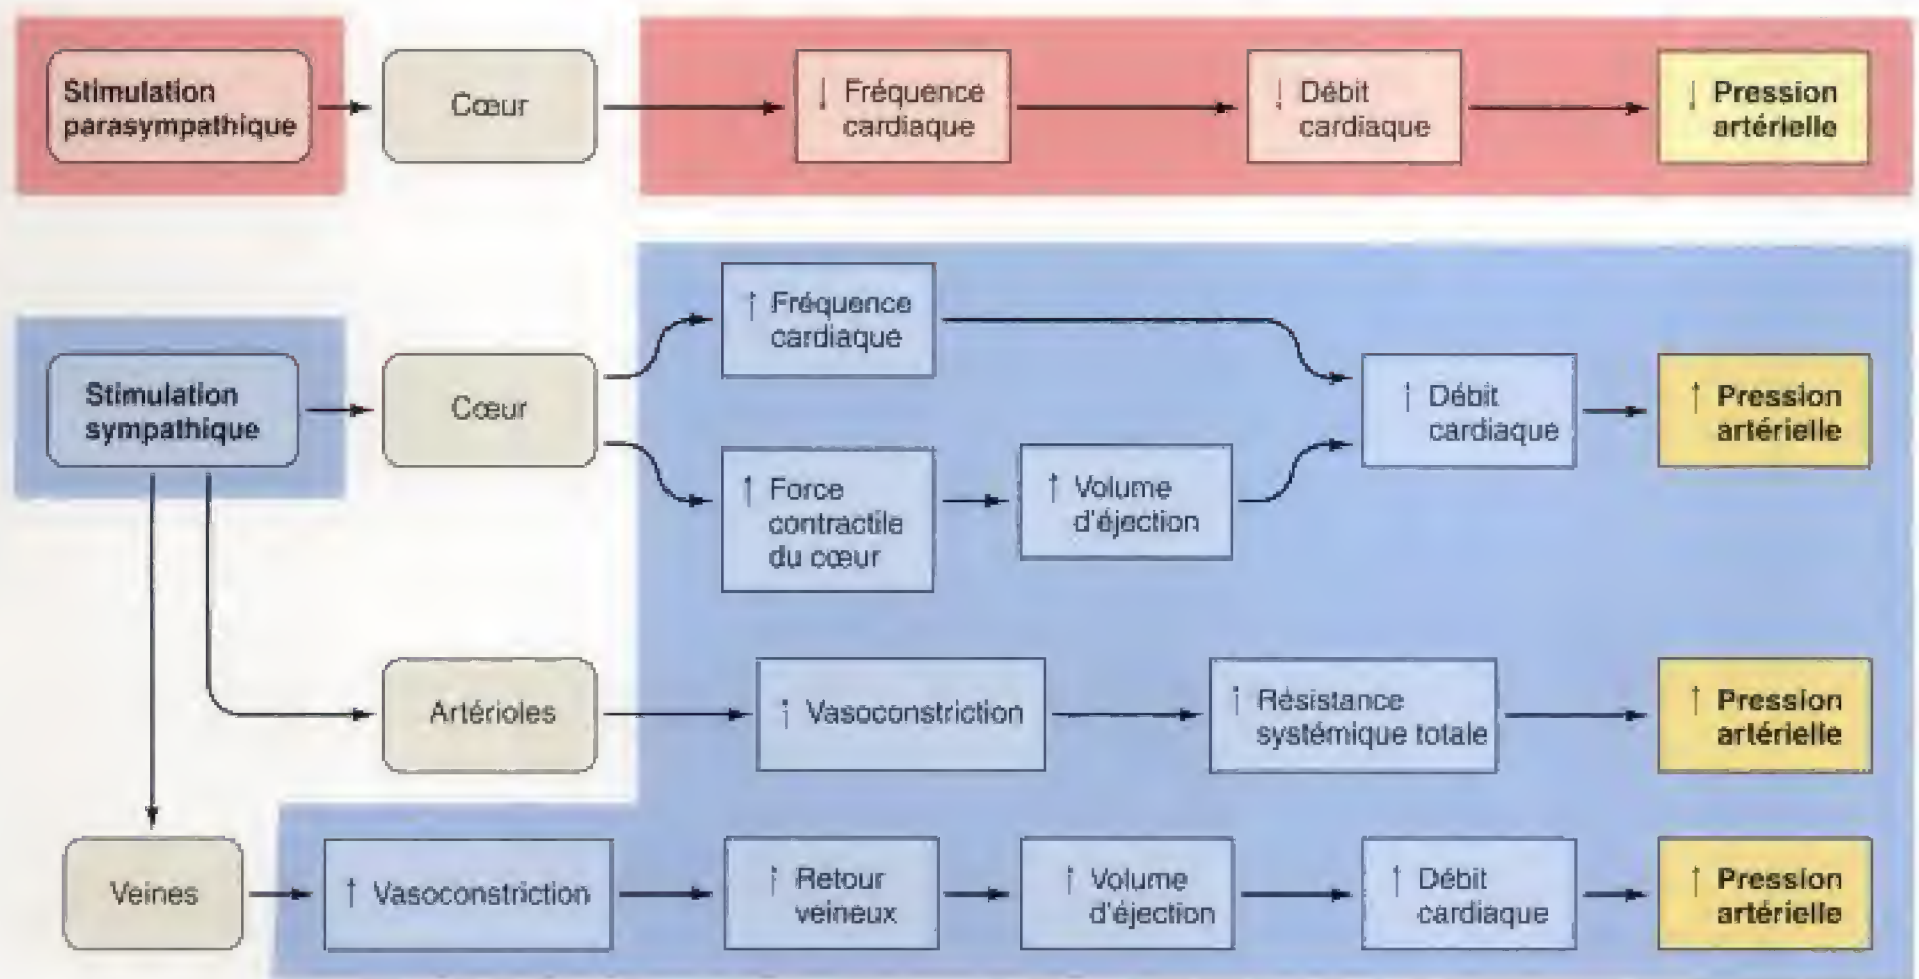 Stimulation
parasympathique
Cœur
↓ Fréquence
cardiaque
↓ Débit
cardiaque
↓ Pression
artérielle
Stimulation
sympathique
Cœur
↑ Fréquence
cardiaque
↑ Force
contractile
du cœur
↑ Volume
d'éjection
↑ Débit
cardiaque
↑ Pression
artérielle
Artérioles
↑ Vasoconstriction
↑ Résistance
systémique totale
↑ Pression
artérielle
Veines
↑ Vasoconstriction
↑ Retour
veineux
↑ Volume
d'éjection
↑ Débit
cardiaque
↑ Pression
artérielle